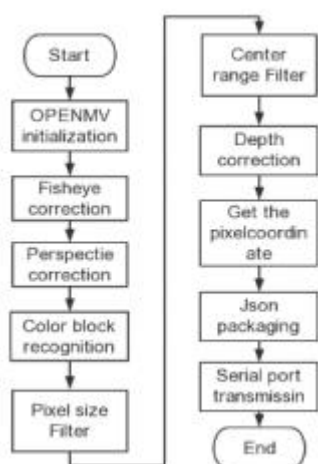 Start
OPENMV
initialization
Fisheye
correction
Perspectie
correction
Color block
recognition
Pixel size
Filter
Center
range Filter
Depth
correction
Get the
pixelcoordin
ate
Json
packaging
Serial port
transmissin
End